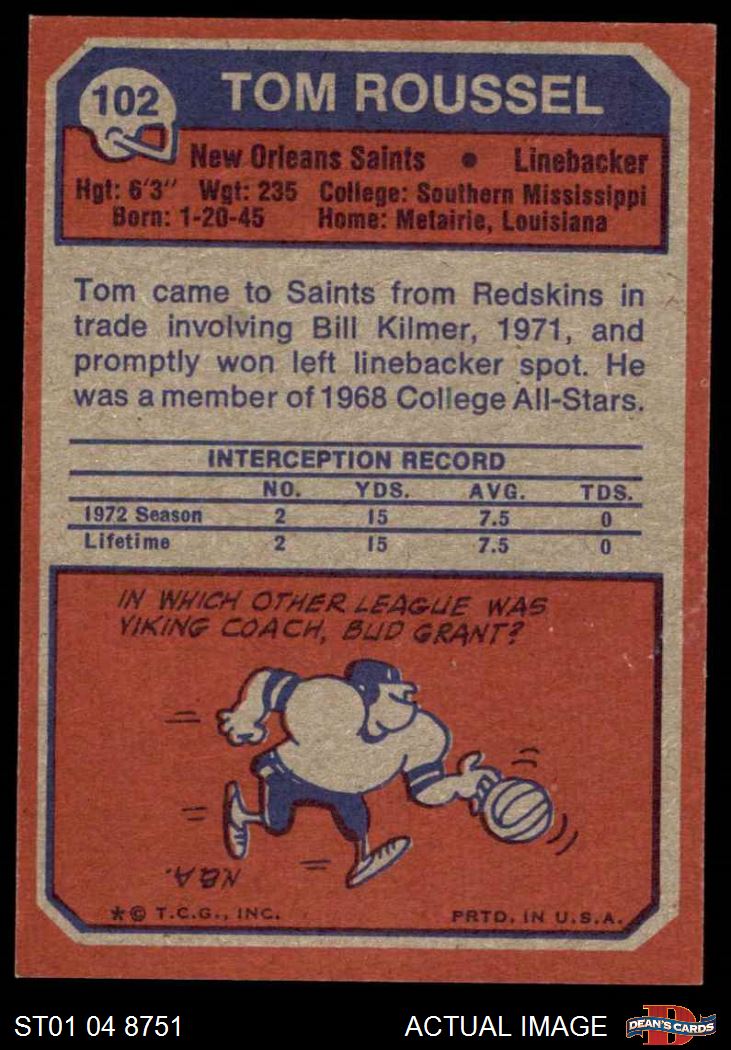 102
TOM ROUSSEL
New Orleans Saints • Linebacker
Hgt: 6'3" Wgt: 235 College: Southern Mississippi
Born: 1-20-45 Home: Metairie, Louisiana
Tom came to Saints from Redskins in
trade involving Bill Kilmer, 1971, and
promptly won left linebacker spot. He
was a member of 1968 College All-Stars.
INTERCEPTION RECORD
NO. YDS. AVG. TDS.
1972 Season 2 15 7.5 0
Lifetime 2 15 7.5 0
IN WHICH OTHER LEAGUE WAS
VIKING COACH, BUD GRANT?
N.B.A.
*© T.C.G., INC. PRTD. IN U.S.A.
ST01 04 8751 ACTUAL IMAGE D DEAN'S CARDS